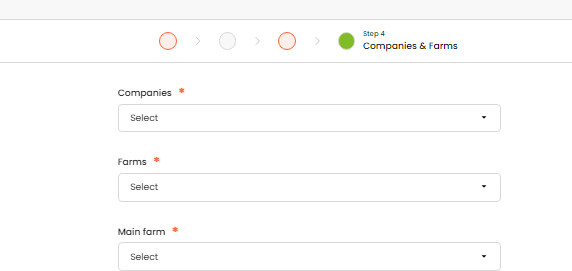 Step 4
Companies & Farms
Companies *
Select
Farms *
Select
Main farm *
Select